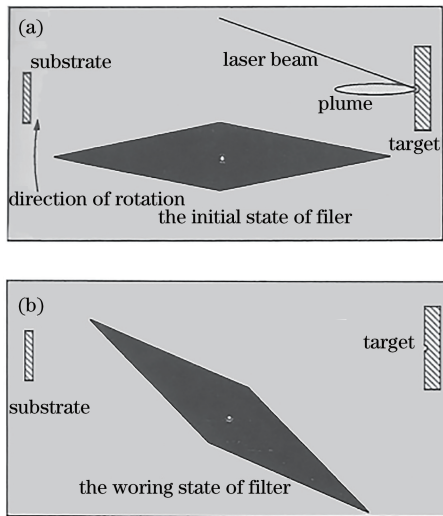 (a)
substrate
laser beam
plume
target
direction of rotation
the initial state of filer
(b)
target
substrate
the woring state of filter